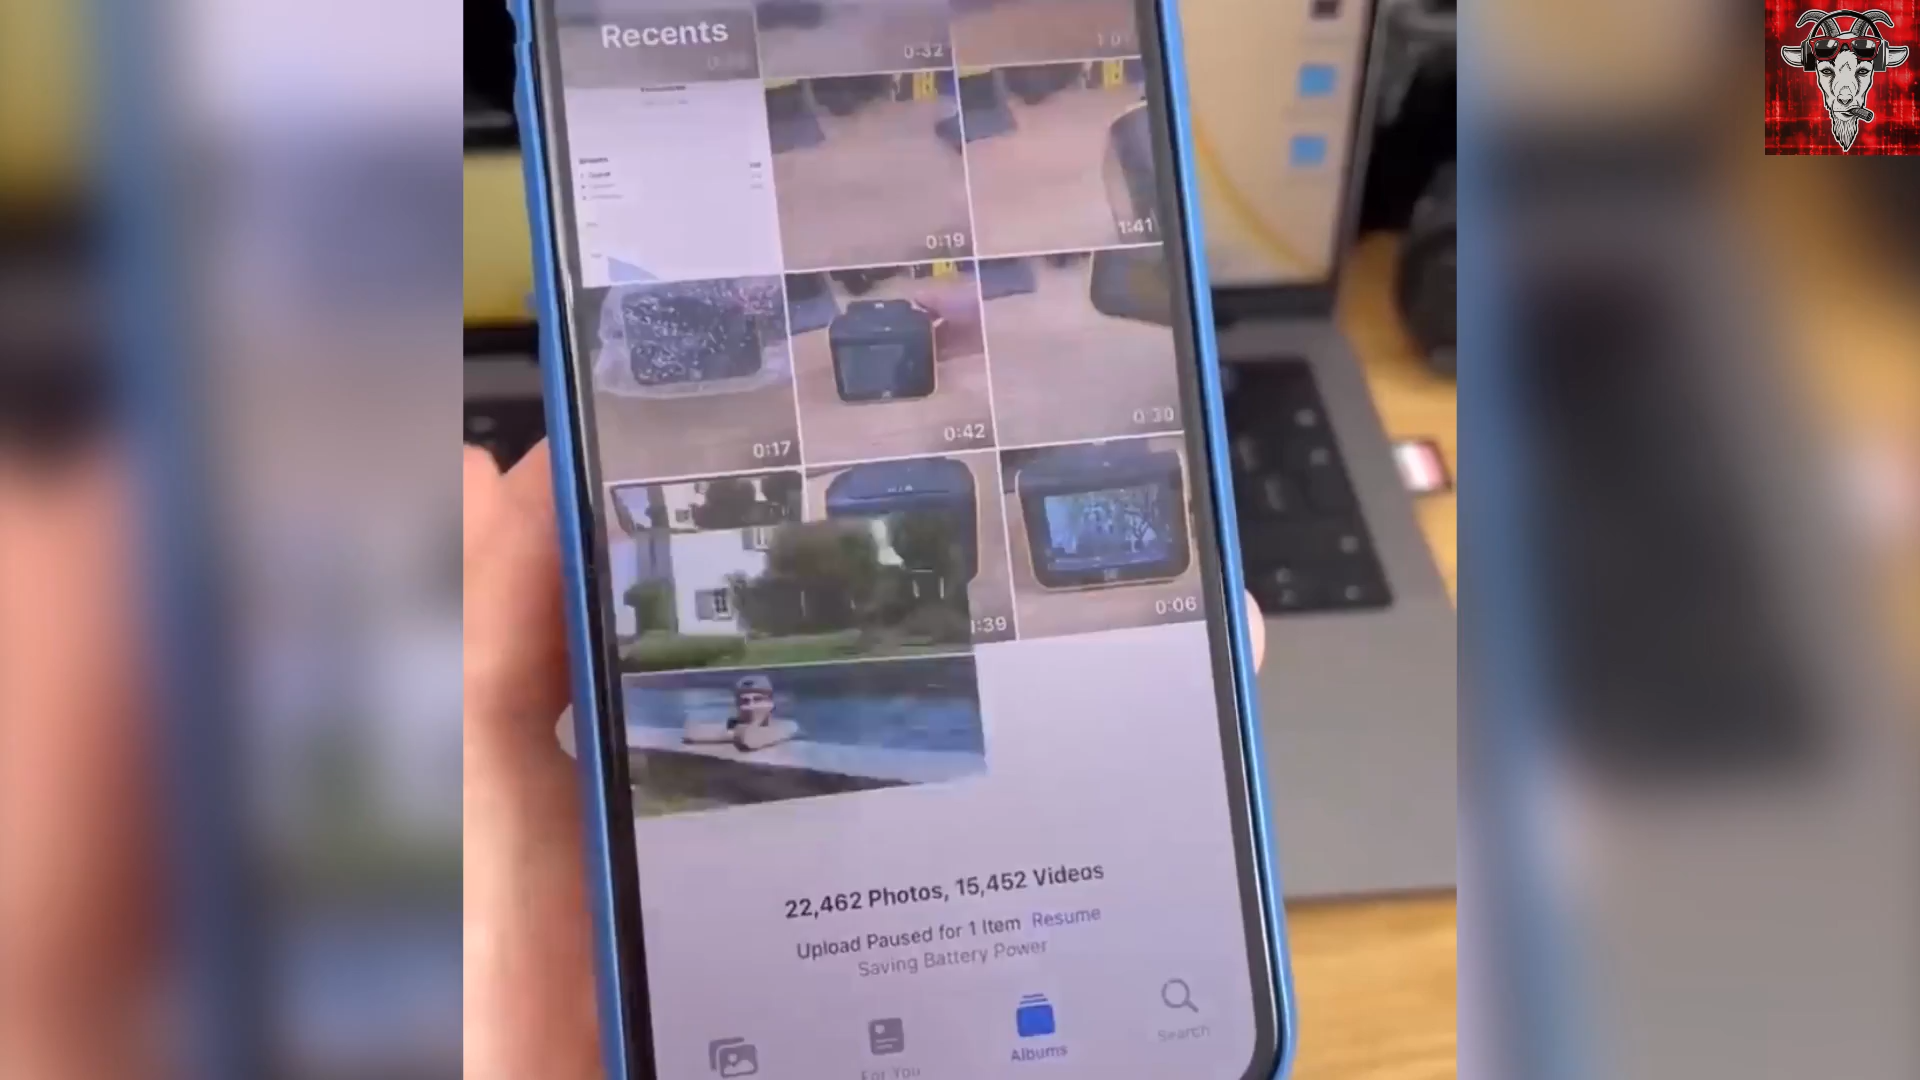 Recents
0:32
0:19
1:41
0:17
0:42
0:30
1:39
0:06
22,462 Photos, 15,452 Videos
Upload Paused for 1 Item Resume
Saving Battery Power
For You
Albums
Search